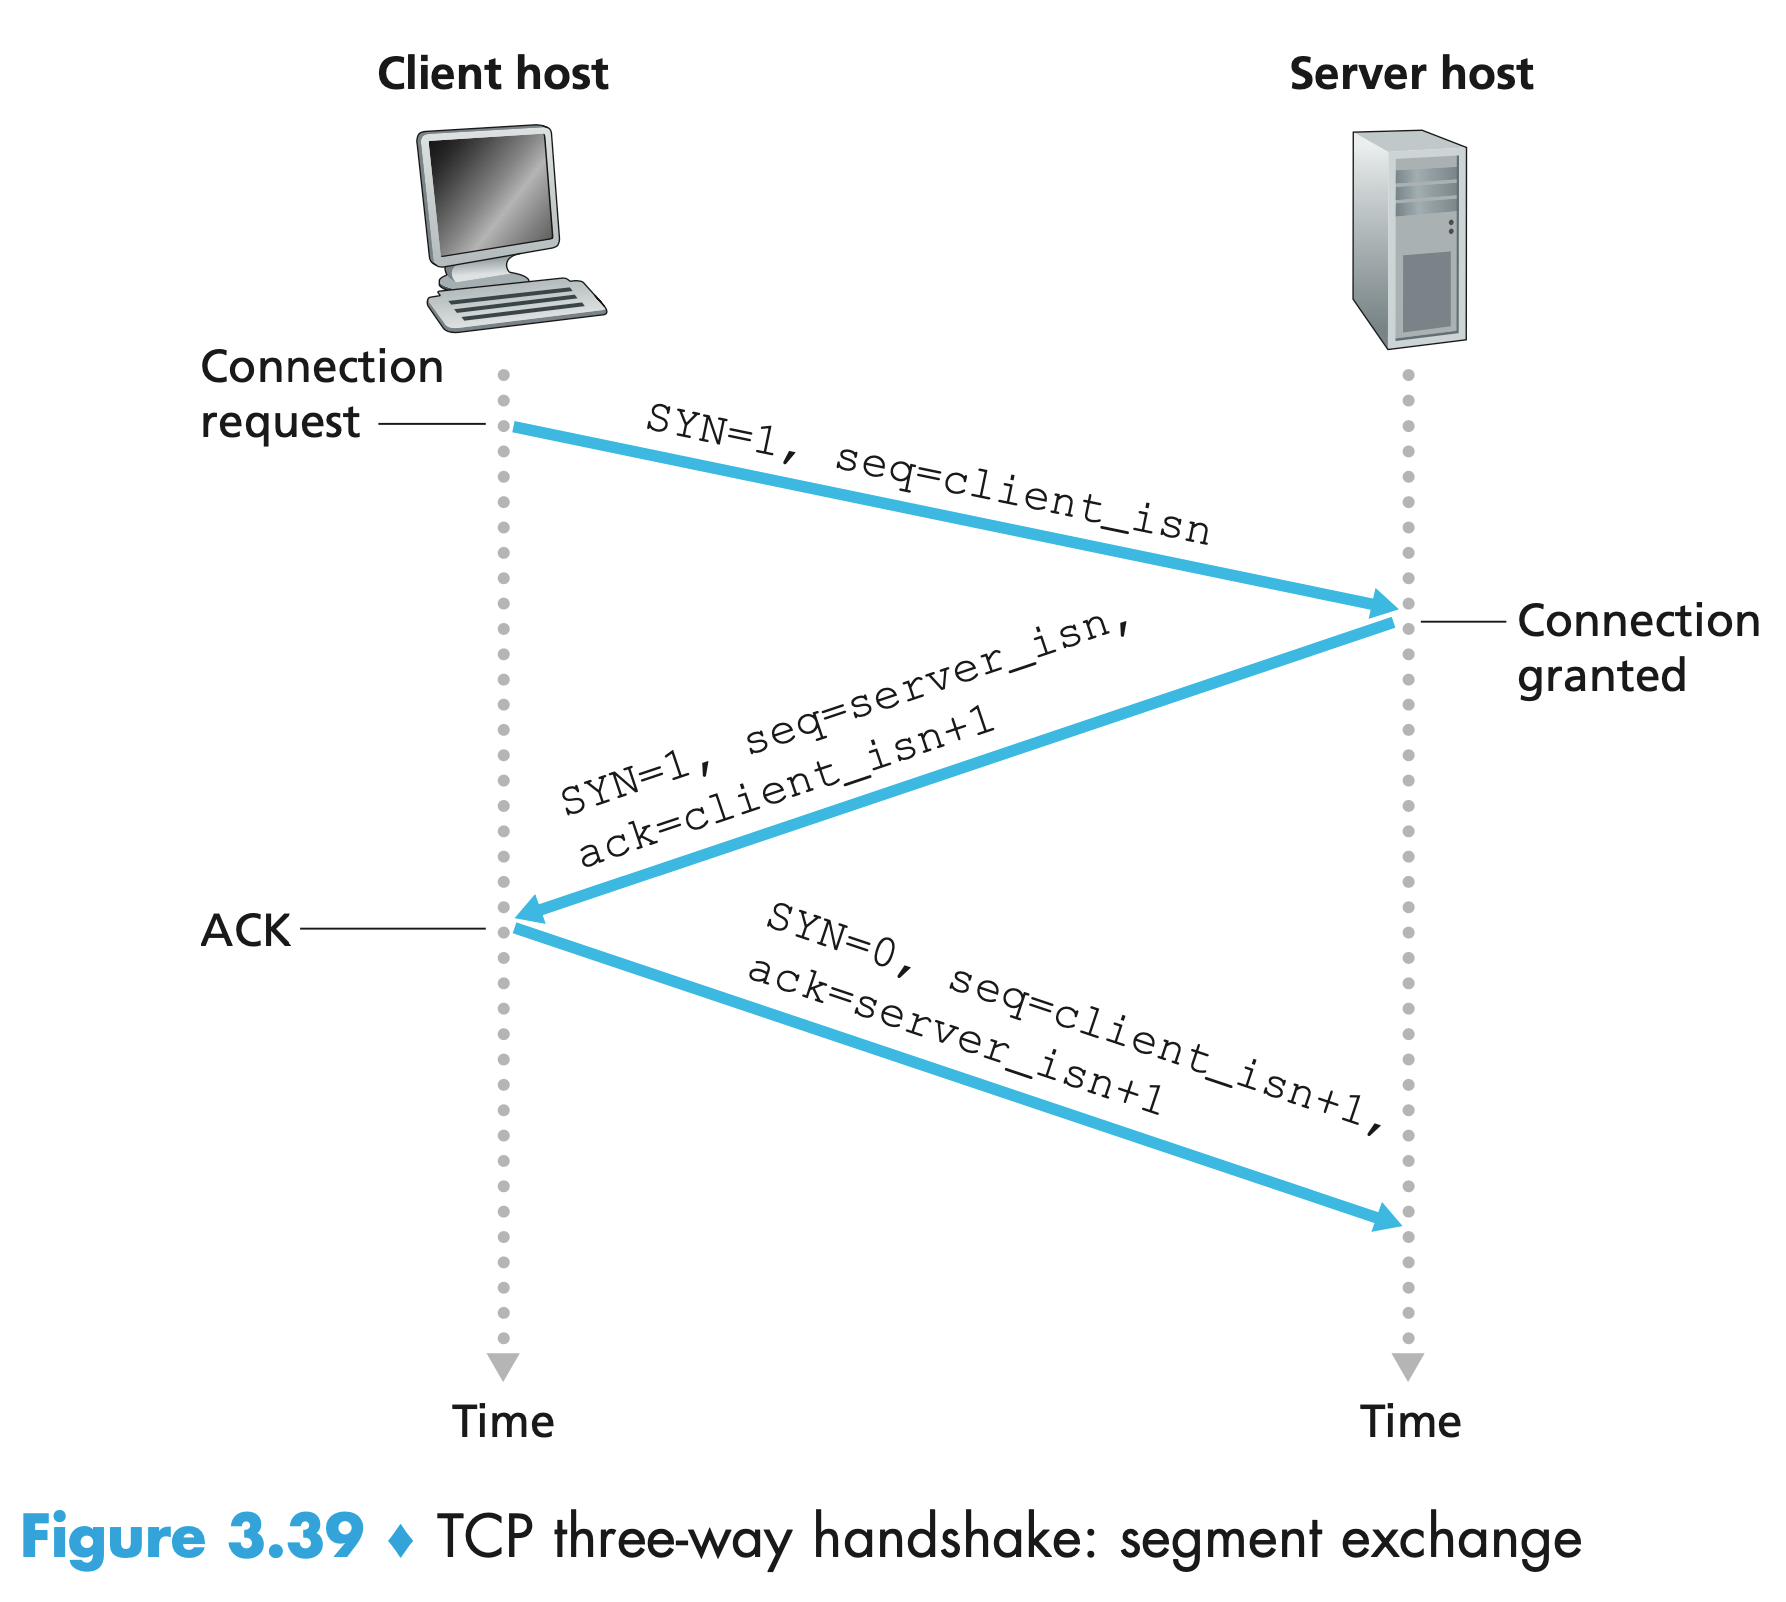 Client host
Server host
Connection
request
SYN=1, seq=client_isn
Connection
granted
SYN=1, seq=server_isn,
ack=client_isn+1
ACK
SYN=0, seq=client_isn+1,
ack=server_isn+1
Time
Time
Figure 3.39 ♦ TCP three-way handshake: segment exchange